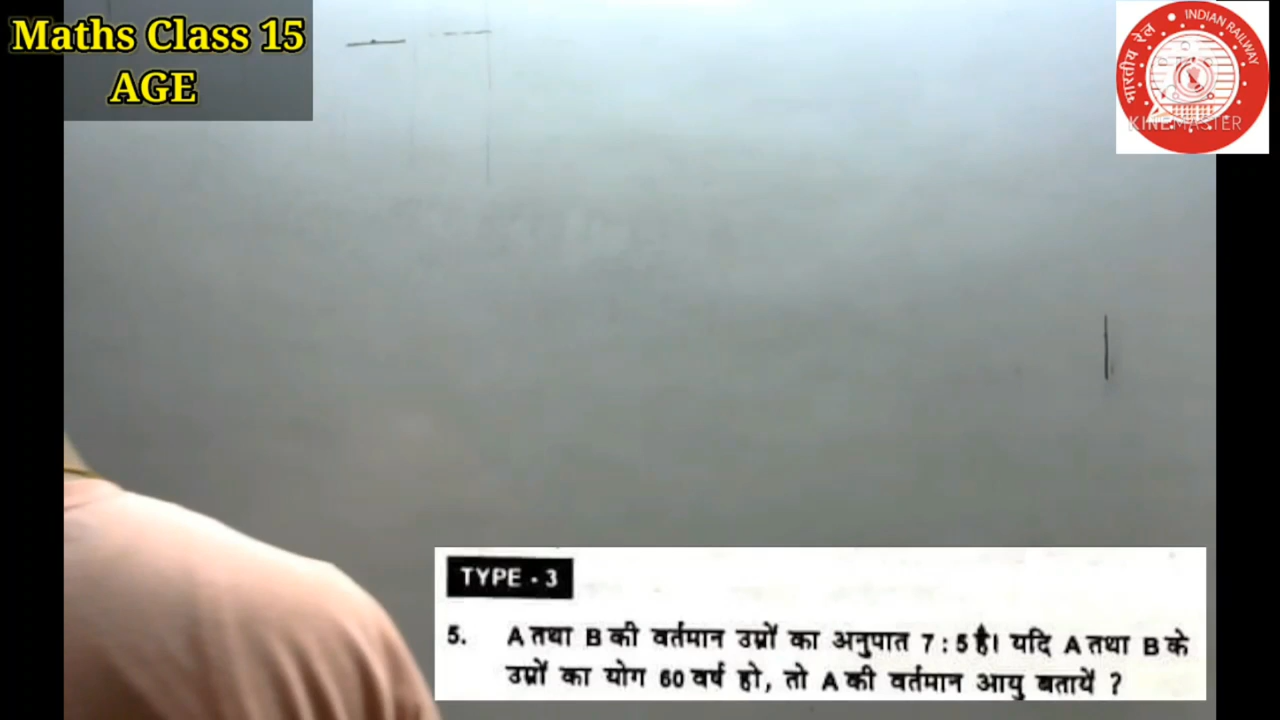 Maths Class 15
AGE
भारतीय रेल INDIAN RAILWAY
KINEMASTER
TYPE - 3
5. A तथा B की वर्तमान उम्रों का अनुपात 7 : 5 है। यदि A तथा B के
उम्रों का योग 60 वर्ष हो, तो A की वर्तमान आयु बतायें ?